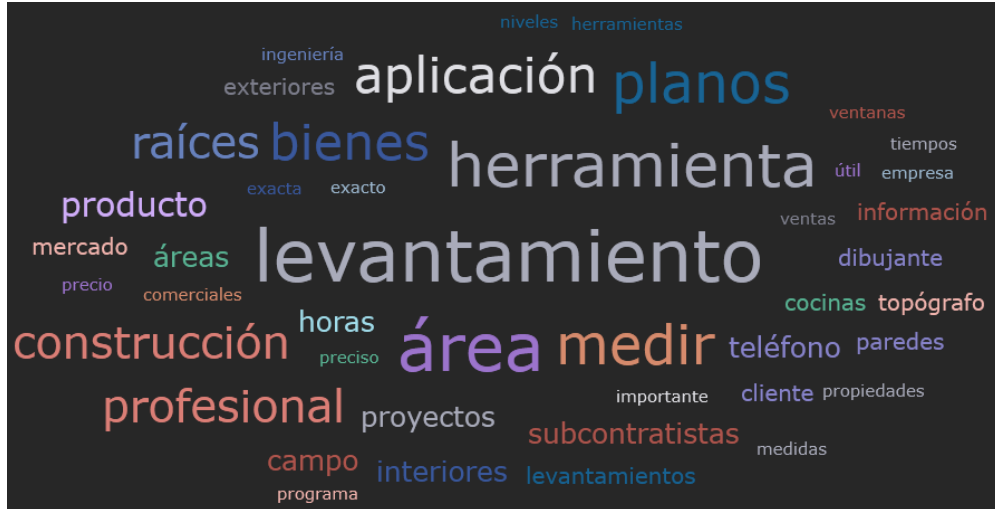 niveles herramientas
ingeniería
aplicación planos
exteriores
ventanas
raíces bienes herramienta tiempos
útil empresa
exacta exacto
producto ventas información
mercado áreas levantamiento dibujante
precio comerciales
cocinas topógrafo
construcción horas área medir teléfono paredes
preciso
profesional proyectos importante cliente propiedades
subcontratistas
medidas
campo interiores levantamientos
programa